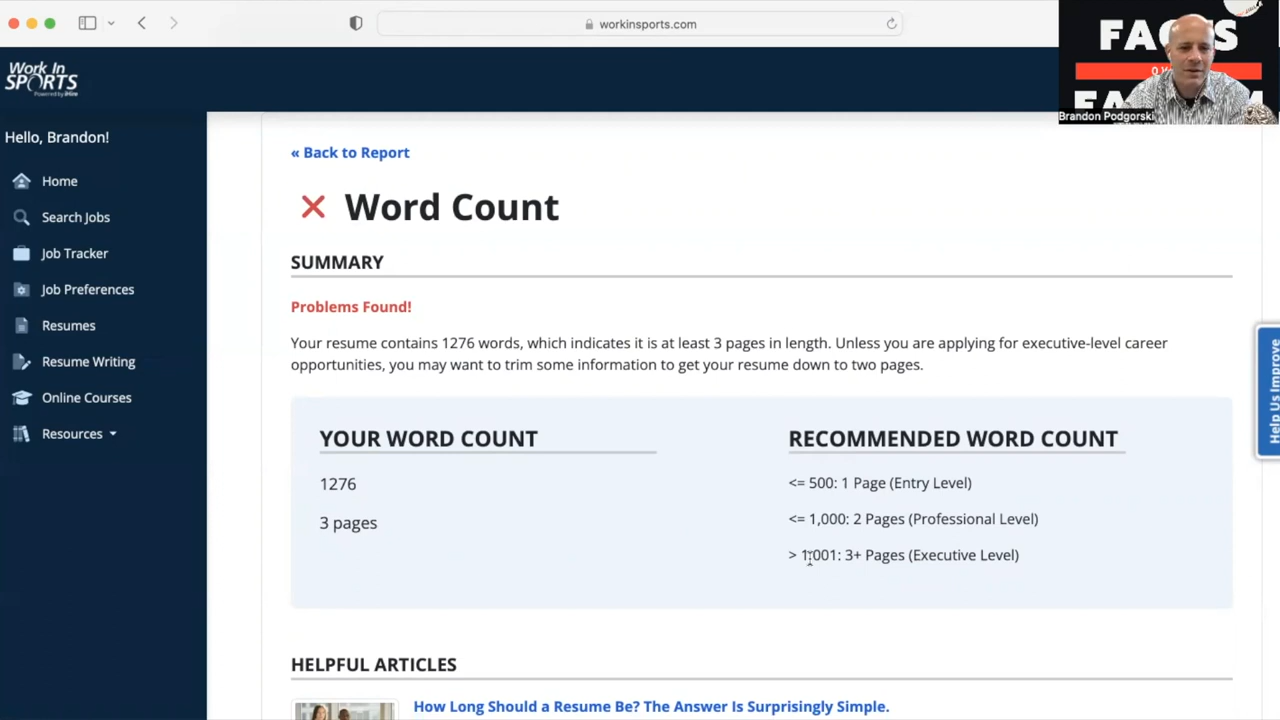 workinsports.com
Work In
SPORTS
Powered by iHire
FACTS
Brandon Podgorski
Hello, Brandon!
Home
Search Jobs
Job Tracker
Job Preferences
Resumes
Resume Writing
Online Courses
Resources
« Back to Report
Word Count
SUMMARY
Problems Found!
Your resume contains 1276 words, which indicates it is at least 3 pages in length. Unless you are applying for executive-level career
opportunities, you may want to trim some information to get your resume down to two pages.
YOUR WORD COUNT
1276
3 pages
RECOMMENDED WORD COUNT
<= 500: 1 Page (Entry Level)
<= 1,000: 2 Pages (Professional Level)
> 1,001: 3+ Pages (Executive Level)
Help Us Improve
HELPFUL ARTICLES
How Long Should a Resume Be? The Answer Is Surprisingly Simple.